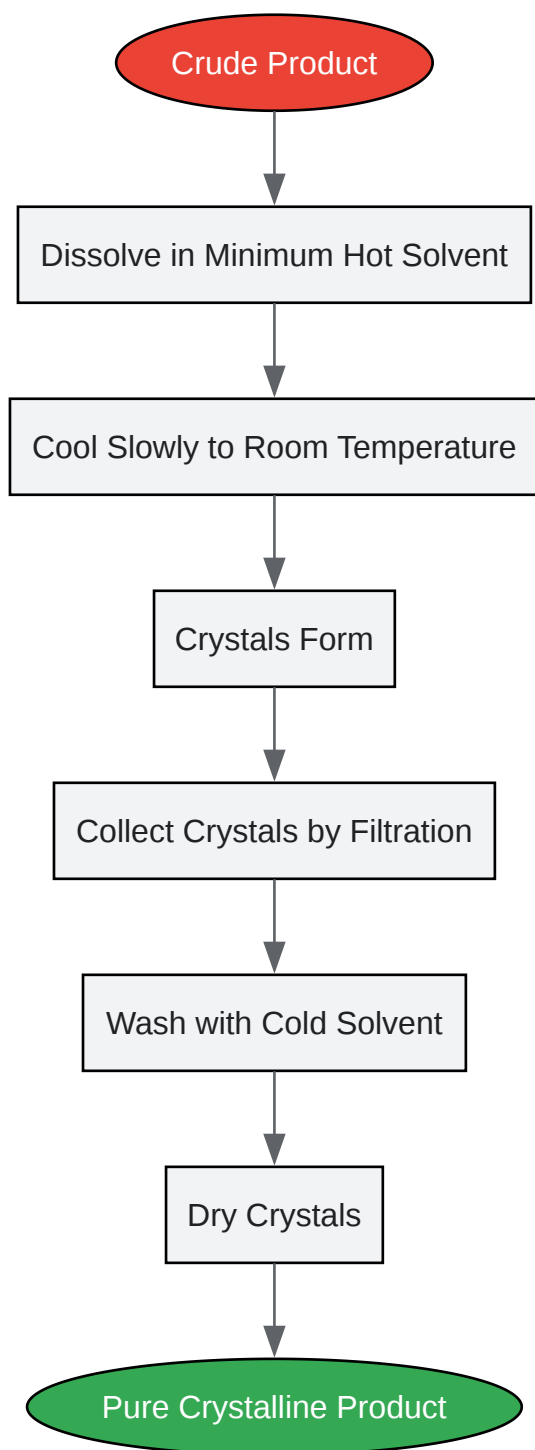 Crude Product
Dissolve in Minimum Hot Solvent
Cool Slowly to Room Temperature
Crystals Form
Collect Crystals by Filtration
Wash with Cold Solvent
Dry Crystals
Pure Crystalline Product